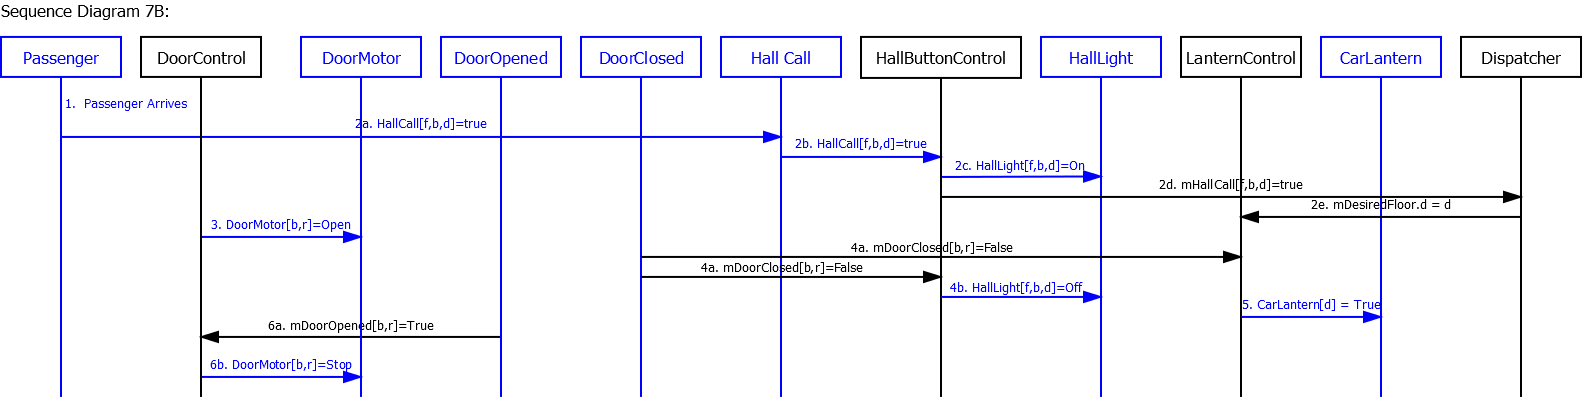 Sequence Diagram 7B:
Passenger
DoorControl
DoorMotor
DoorOpened
DoorClosed
Hall Call
HallButtonControl
HallLight
LanternControl
CarLantern
Dispatcher
1.  Passenger Arrives
2a. HallCall[f,b,d]=true
2b. HallCall[f,b,d]=true
2c. HallLight[f,b,d]=On
2d. mHallCall[f,b,d]=true
2e. mDesiredFloor.d = d
3. DoorMotor[b,r]=Open
4a. mDoorClosed[b,r]=False
4a. mDoorClosed[b,r]=False
4b. HallLight[f,b,d]=Off
5. CarLantern[d] = True
6a. mDoorOpened[b,r]=True
6b. DoorMotor[b,r]=Stop